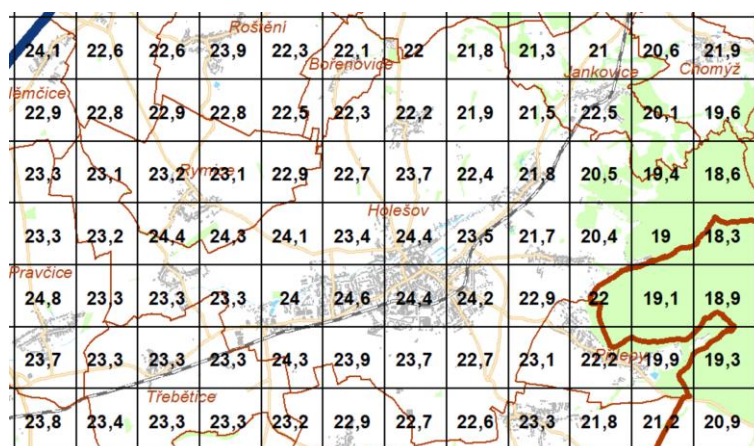 Roštění
24,1 22,6 22,6 23,9 22,3 22,1 22 21,8 21,3 21 20,6 21,9
Bořenovice Jankovice Chomýž
němčice
22,9 22,8 22,9 22,8 22,5 22,3 22,2 21,9 21,5 22,5 20,1 19,6
23,3 23,1 23,2 23,1 22,9 22,7 23,7 22,4 21,8 20,5 19,4 18,6
Rymice
Holešov
23,3 23,2 24,4 24,3 24,1 23,4 24,4 23,5 21,7 20,4 19 18,3
Pravčice
24,8 23,3 23,3 23,3 24 24,6 24,4 24,2 22,9 22 19,1 18,9
23,7 23,3 23,3 23,3 24,3 23,9 23,7 22,7 23,1 22,2 19,9 19,3
Přílepy
Třebětice
23,8 23,4 23,3 23,3 23,2 22,9 22,7 22,6 23,3 21,8 21,2 20,9